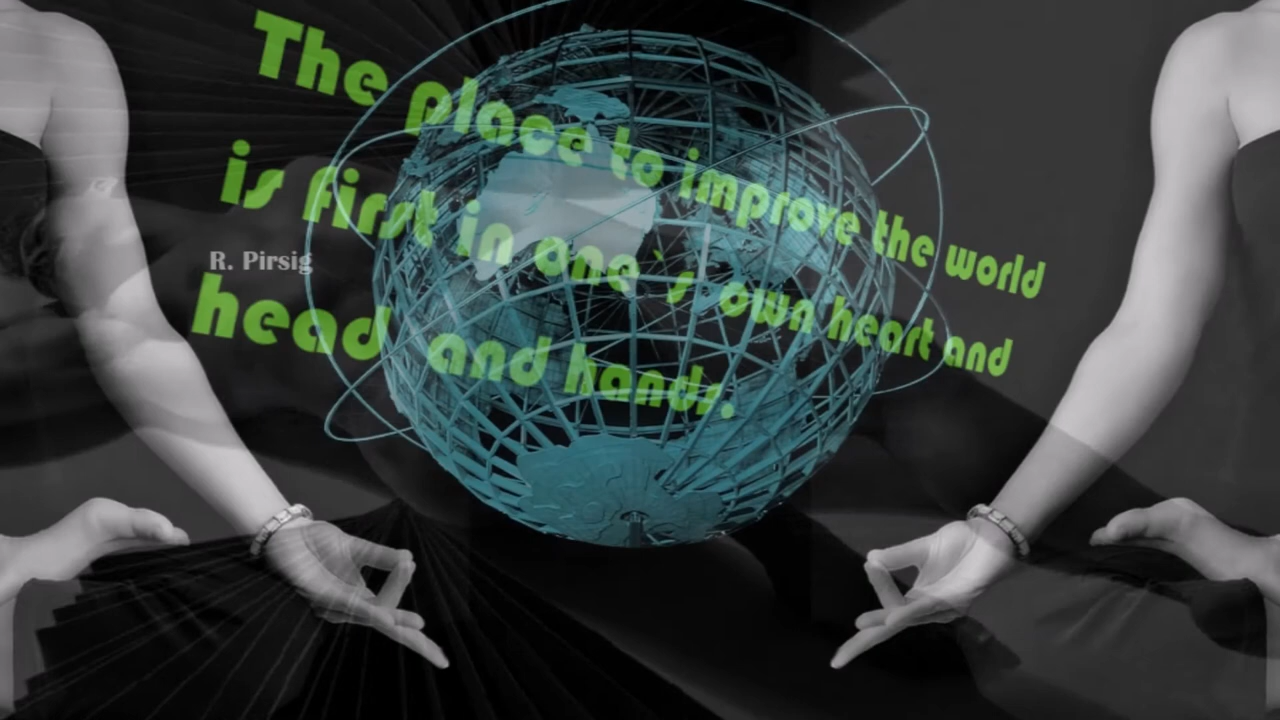 The place to improve the world
is first in one`s own heart and
head and hands.
R. Pirsig